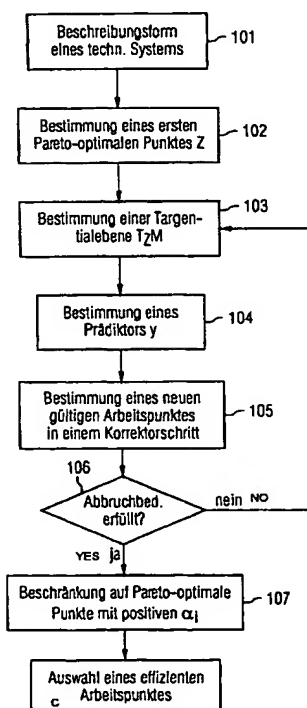 Beschreibungsform
eines techn. Systems
101
Bestimmung eines ersten
Pareto-optimalen Punktes Z
102
103
Bestimmung einer Targen-
tialebene TZM
Bestimmung eines
Prädiktors y
104
Bestimmung eines neuen
gültigen Arbeitspunktes
in einem Korrektorschritt
105
106
Abbruchbed.
erfüllt?
nein NO
YES ja
Beschränkung auf Pareto-optimale
Punkte mit positiven αi
107
Auswahl eines effizienten
Arbeitspunktes
C